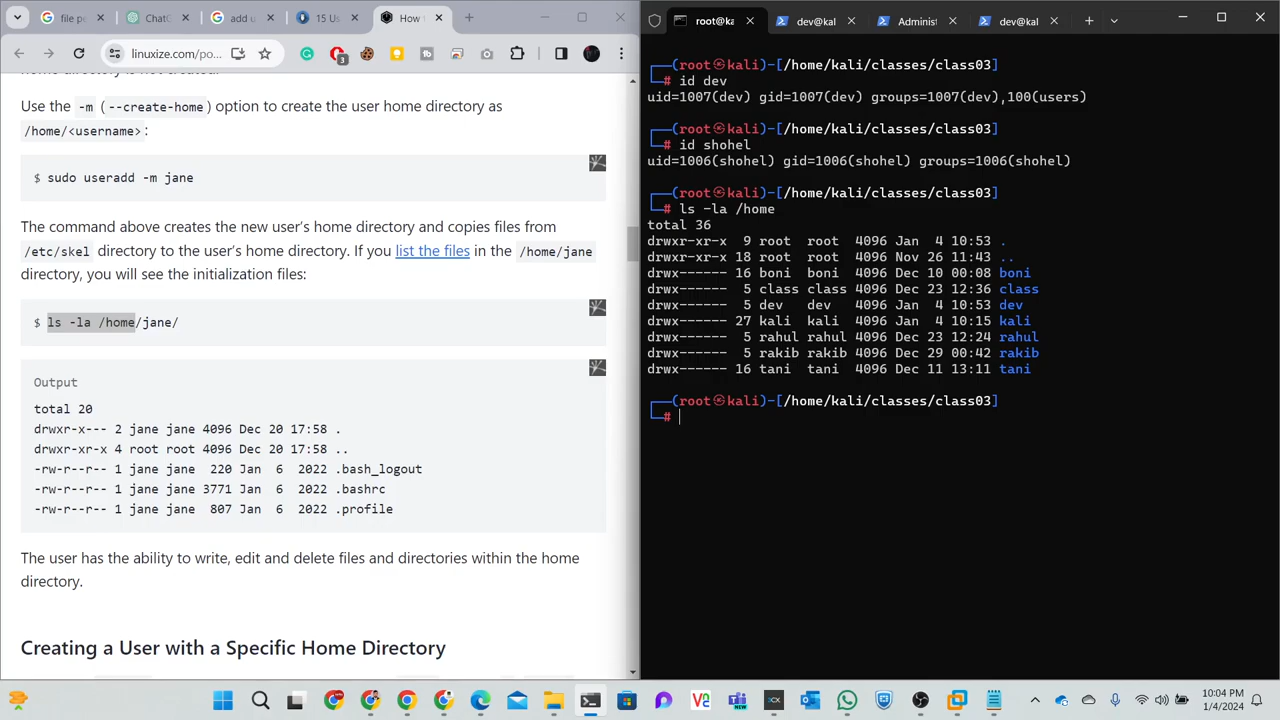 file pe
ChatG
add u
15 Us
How t
linuxize.com/po...
3
home directory is not created.
Use the -m (--create-home) option to create the user home directory as
/home/<username>:
$ sudo useradd -m jane
The command above creates the new user's home directory and copies files from
/etc/skel directory to the user's home directory. If you list the files in the /home/jane
directory, you will see the initialization files:
$ ls -la /home/jane/
Output
total 20
drwxr-x--- 2 jane jane 4096 Dec 20 17:58 .
drwxr-xr-x 4 root root 4096 Dec 20 17:58 ..
-rw-r--r-- 1 jane jane  220 Jan  6  2022 .bash_logout
-rw-r--r-- 1 jane jane 3771 Jan  6  2022 .bashrc
-rw-r--r-- 1 jane jane  807 Jan  6  2022 .profile
The user has the ability to write, edit and delete files and directories within the home
directory.
Creating a User with a Specific Home Directory
root@ka
dev@kal
Administ
dev@kal
(root㉿kali)-[/home/kali/classes/class03]
# id dev
uid=1007(dev) gid=1007(dev) groups=1007(dev),100(users)
(root㉿kali)-[/home/kali/classes/class03]
# id shohel
uid=1006(shohel) gid=1006(shohel) groups=1006(shohel)
(root㉿kali)-[/home/kali/classes/class03]
# ls -la /home
total 36
drwxr-xr-x  9 root  root  4096 Jan  4 10:53 .
drwxr-xr-x 18 root  root  4096 Nov 26 11:43 ..
drwx------ 16 boni  boni  4096 Dec 10 00:08 boni
drwx------  5 class class 4096 Dec 23 12:36 class
drwx------  5 dev   dev   4096 Jan  4 10:53 dev
drwx------ 27 kali  kali  4096 Jan  4 10:15 kali
drwx------  5 rahul rahul 4096 Dec 23 12:24 rahul
drwx------  5 rakib rakib 4096 Dec 29 00:42 rakib
drwx------ 16 tani  tani  4096 Dec 11 13:11 tani
(root㉿kali)-[/home/kali/classes/class03]
#
10:04 PM
1/4/2024